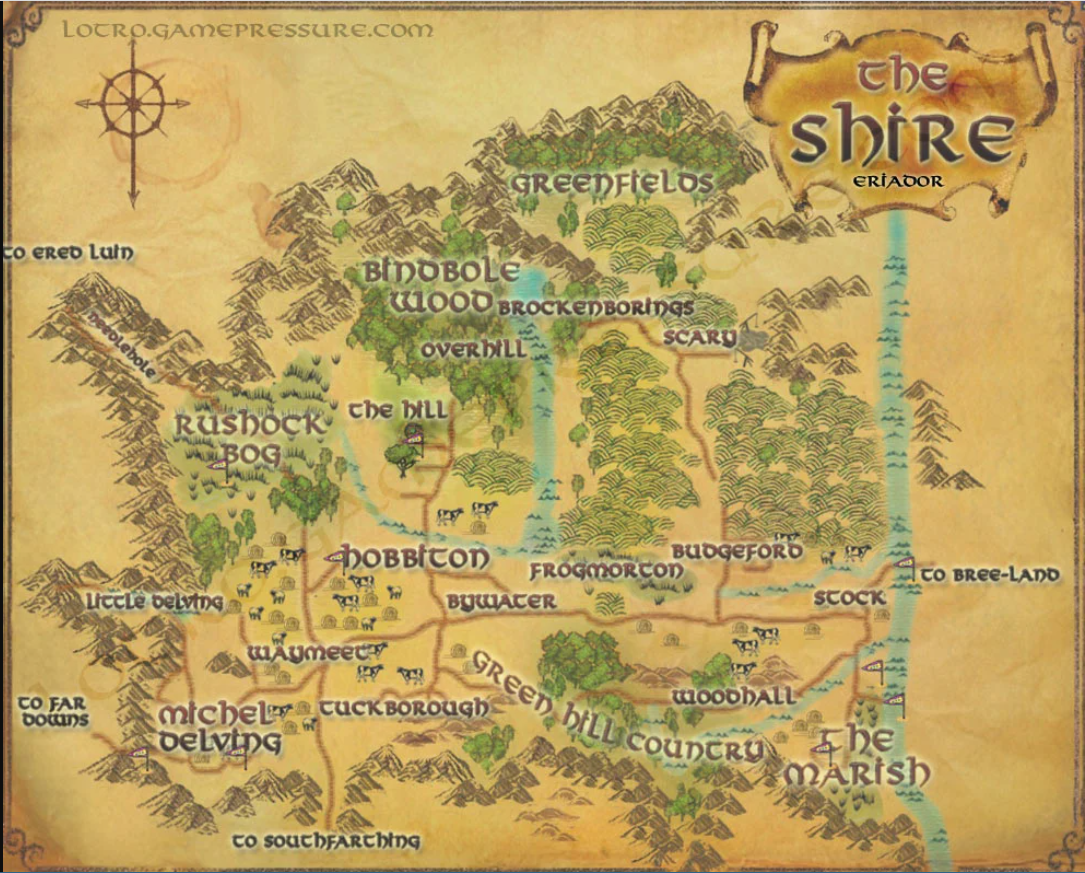 LOTRO.GAMEPRESSURE.COM
THE
SHIRE
ERIADOR
GREENFIELDS
TO ERED LUIN
BINDBOLE
WOOD
BROCKENBORINGS
NEEDLEHOLE
OVERHILL
SCARY
THE HILL
RUSHOCK
BOG
HOBBITON
BUDGEFORD
FROGMORTON
TO BREE-LAND
LITTLE DELVING
BYWATER
STOCK
WAYMEET
GREEN HILL COUNTRY
WOODHALL
TO FAR
DOWNS
MICHEL
DELVING
TUCKBOROUGH
THE
MARISH
TO SOUTHFARTHING